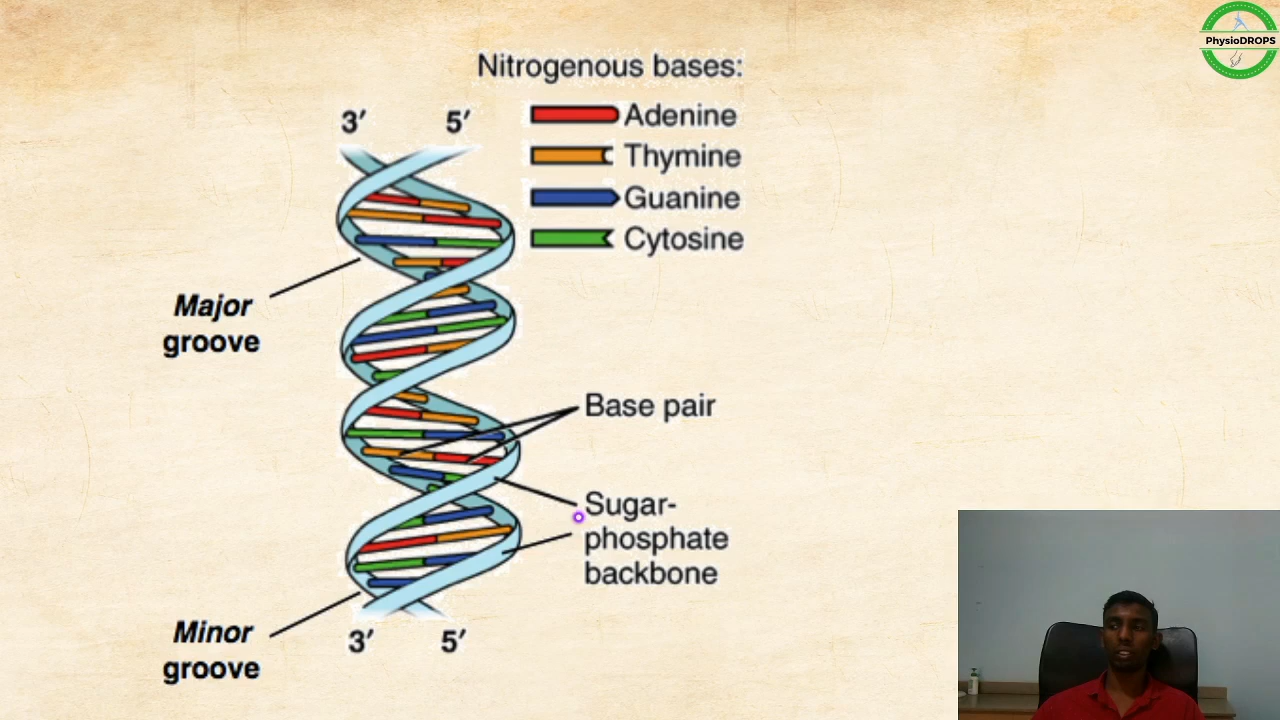 PhysioDROPS
Nitrogenous bases:
3′ 5′
Adenine
Thymine
Guanine
Cytosine
Major
groove
Base pair
Sugar-
phosphate
backbone
Minor
groove
3′ 5′